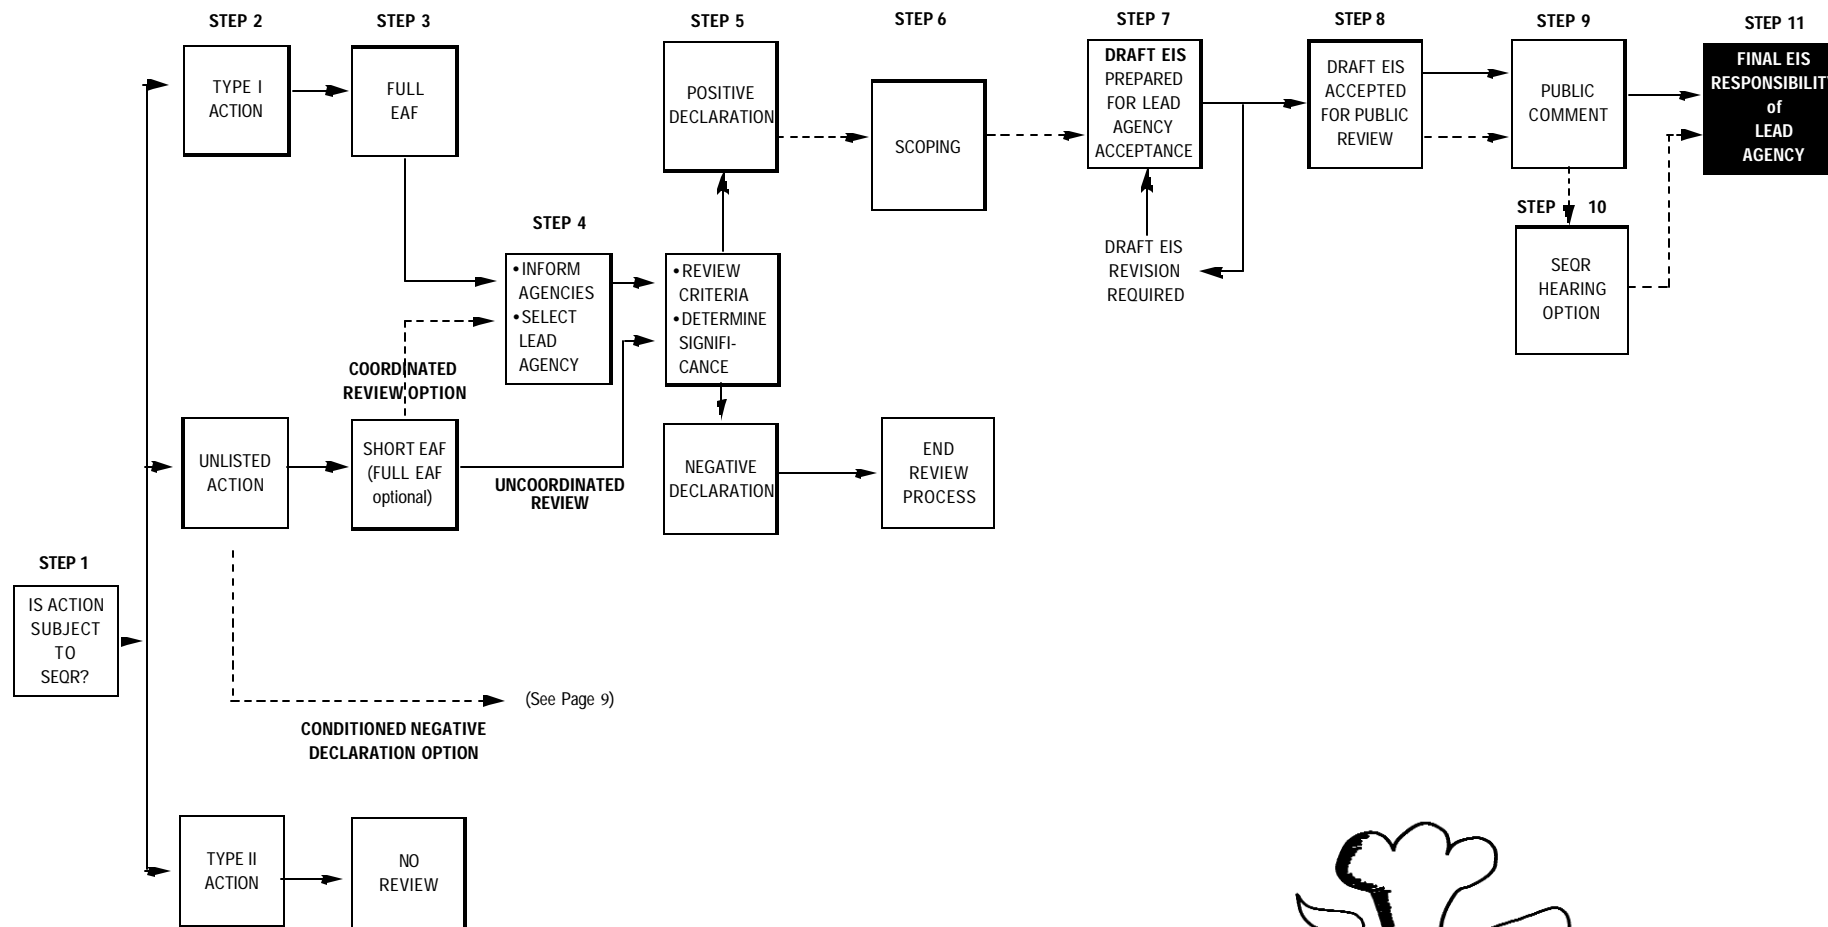 STEP 2
STEP 3
STEP 5
STEP 6
STEP 7
STEP 8
STEP 9
STEP 11
TYPE I
ACTION
FULL
EAF
POSITIVE
DECLARATION
SCOPING
DRAFT EIS
PREPARED
FOR LEAD
AGENCY
ACCEPTANCE
DRAFT EIS
ACCEPTED
FOR PUBLIC
REVIEW
PUBLIC
COMMENT
FINAL EIS
RESPONSIBILIT
of
LEAD
AGENCY
STEP 4
• INFORM
AGENCIES
• SELECT
LEAD
AGENCY
• REVIEW
CRITERIA
• DETERMINE
SIGNIFI-
CANCE
DRAFT EIS
REVISION
REQUIRED
STEP 10
SEQR
HEARING
OPTION
COORDINATED
REVIEW OPTION
UNLISTED
ACTION
SHORT EAF
(FULL EAF
optional)
UNCOORDINATED
REVIEW
NEGATIVE
DECLARATION
END
REVIEW
PROCESS
STEP 1
IS ACTION
SUBJECT
TO
SEQR?
(See Page 9)
CONDITIONED NEGATIVE
DECLARATION OPTION
TYPE II
ACTION
NO
REVIEW